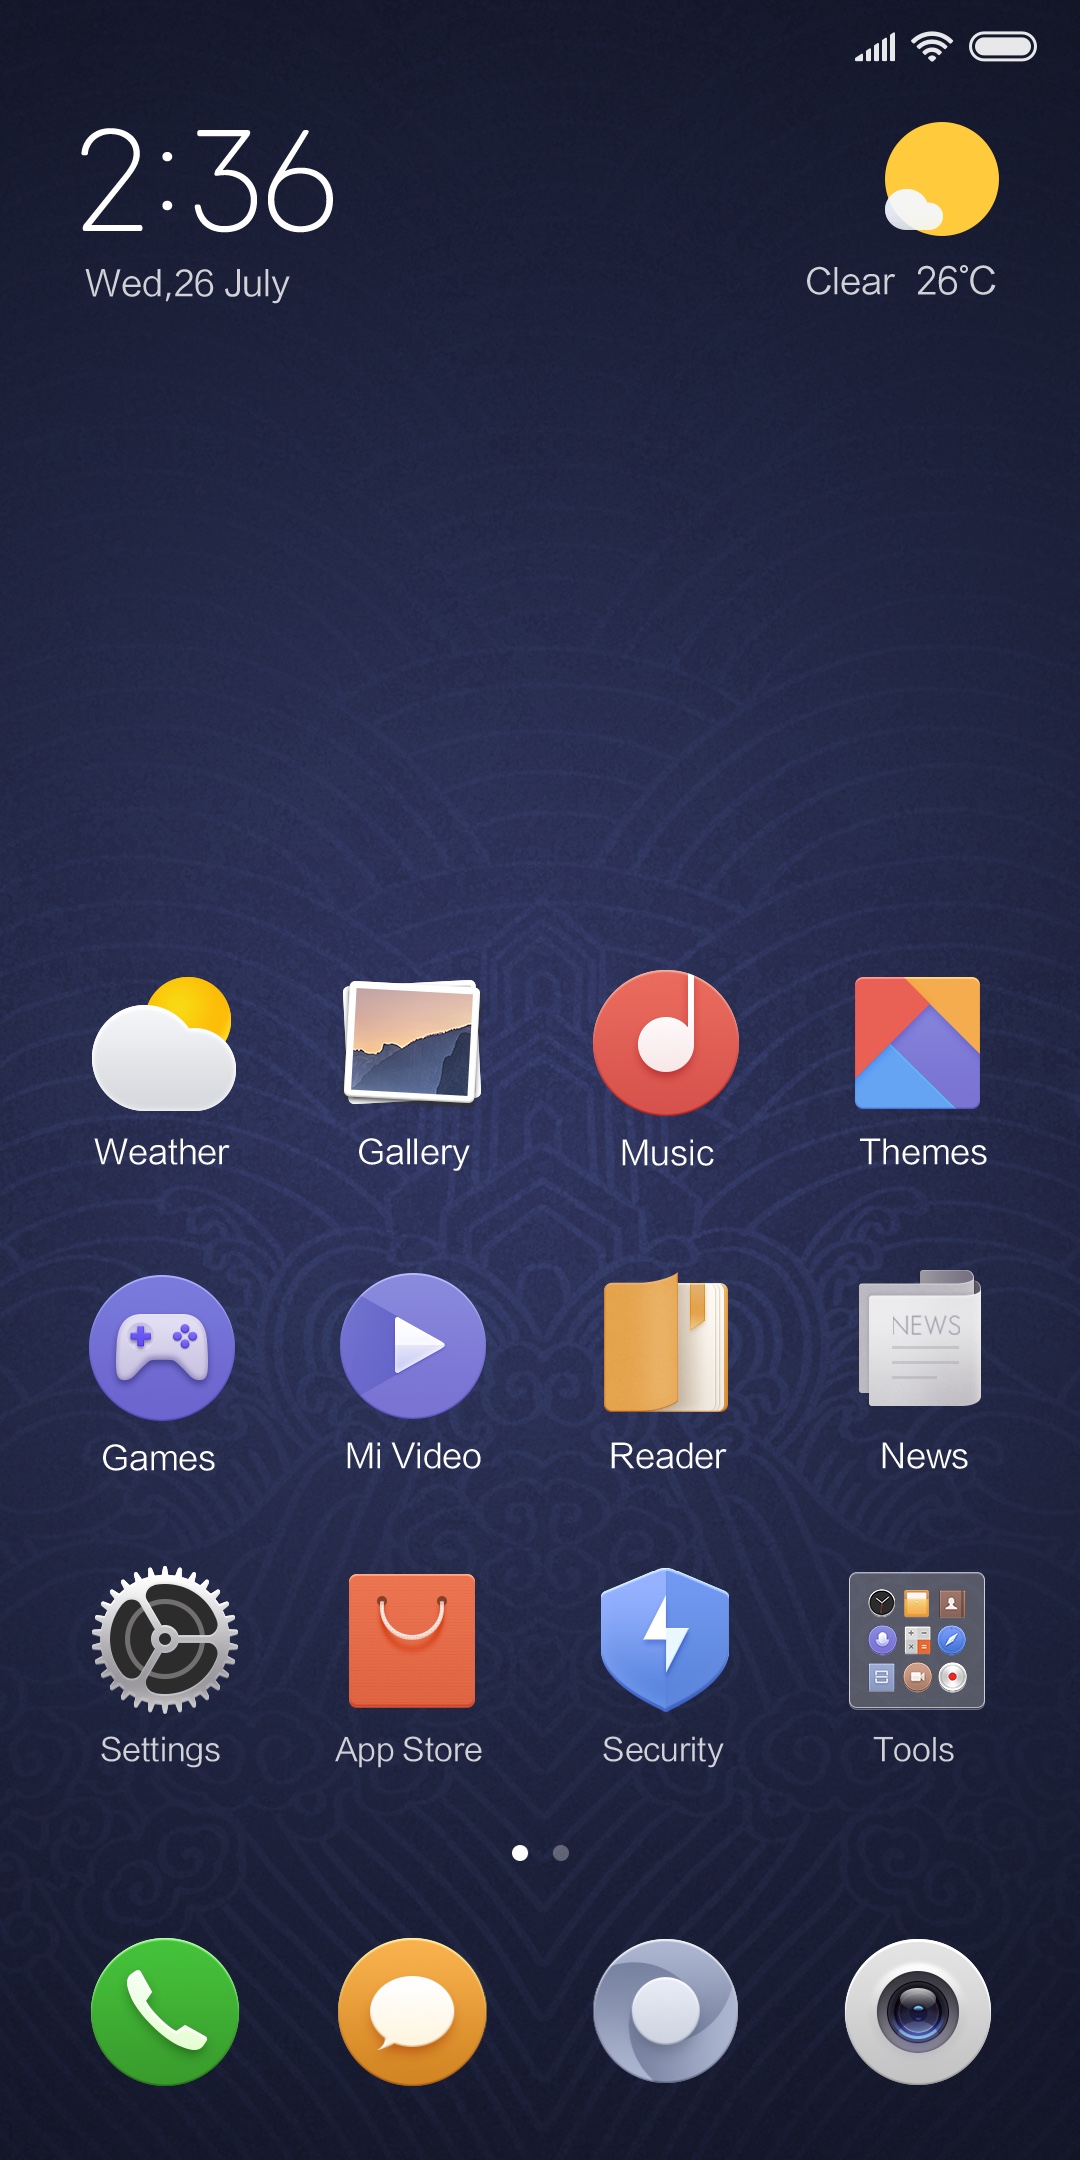 2:36
Wed,26 July
Clear 26°C
Weather
Gallery
Music
Themes
NEWS
Games
Mi Video
Reader
News
Settings
App Store
Security
Tools